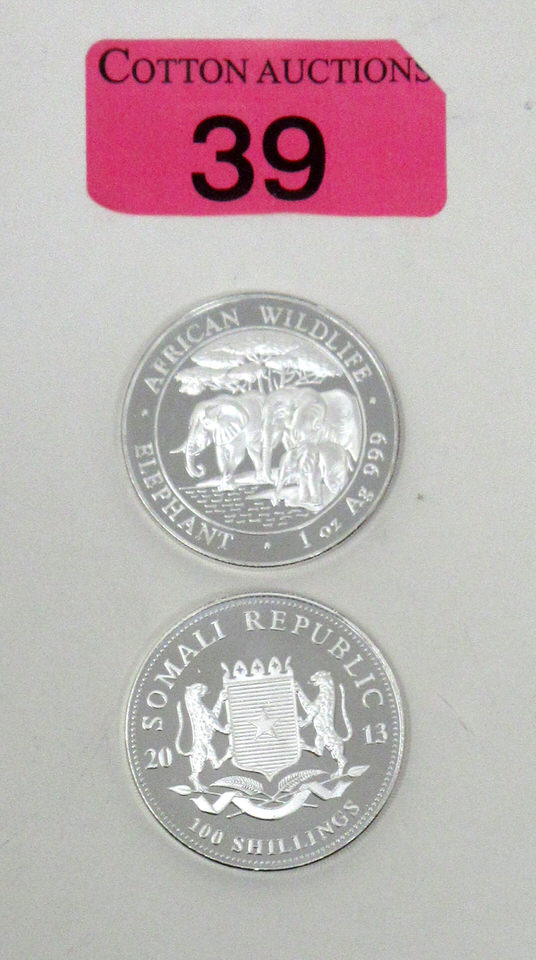 COTTON AUCTIONS
39
AFRICAN WILDLIFE
ELEPHANT · 1 oz Ag 999
SOMALI REPUBLIC
20 13
100 SHILLINGS